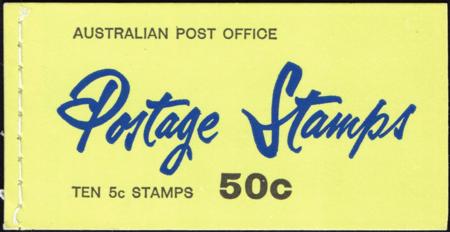 AUSTRALIAN POST OFFICE
Postage Stamps
TEN 5c STAMPS 50c